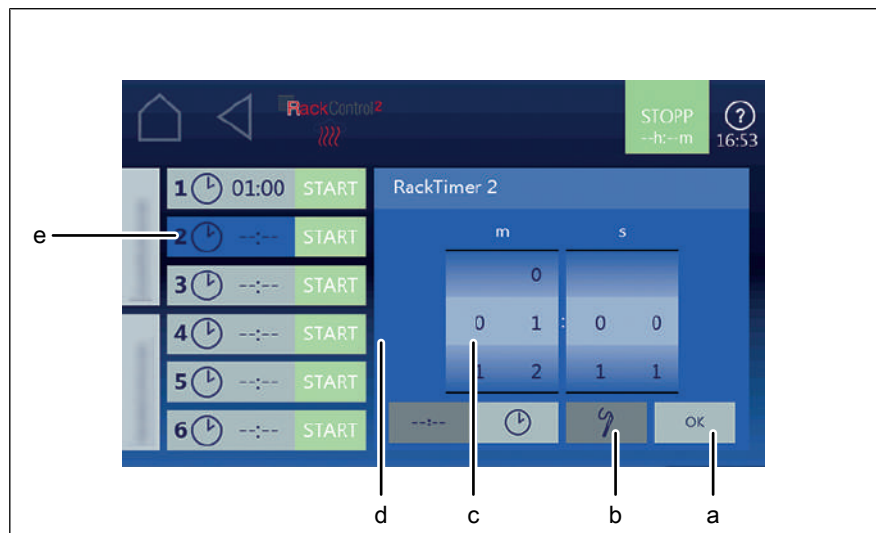 RackControl2
STOPP
--h:--m
?
16:53
1 01:00 START
2 --:-- START
3 --:-- START
4 --:-- START
5 --:-- START
6 --:-- START
RackTimer 2
m s
0
0 1 : 0 0
1 2 1 1
--:-- OK
e
d c b a